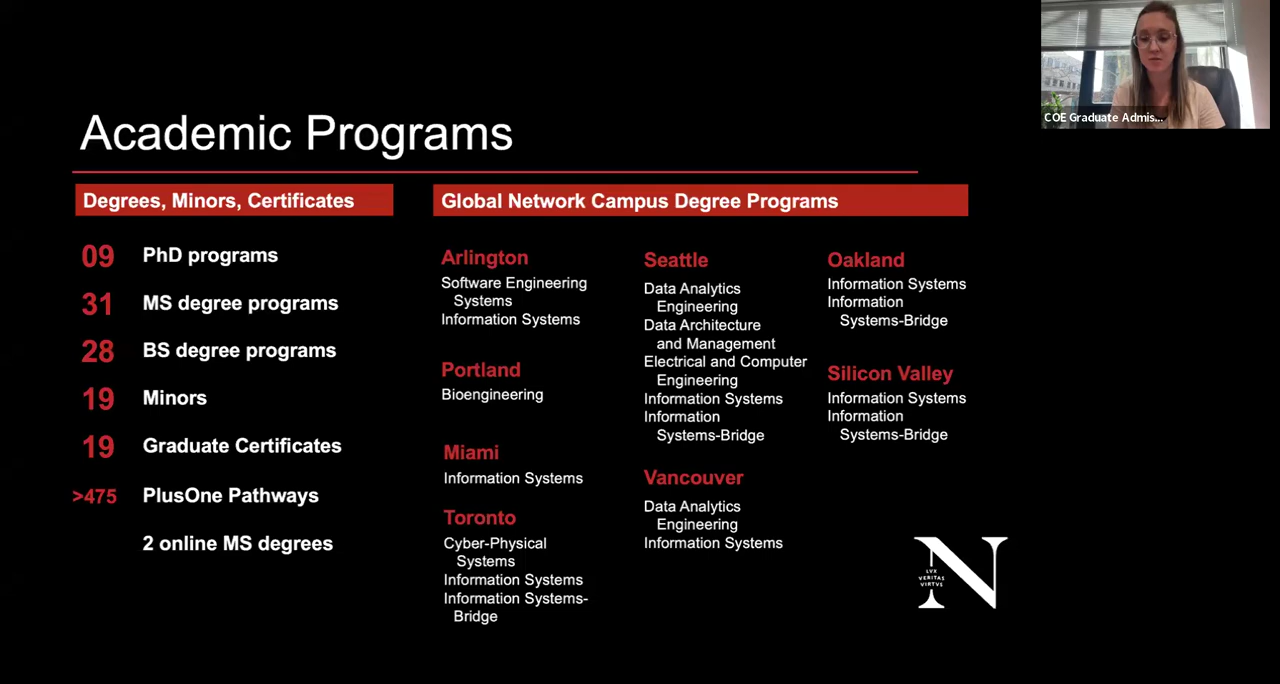 COE Graduate Admis...
Academic Programs
Degrees, Minors, Certificates
09 PhD programs
31 MS degree programs
28 BS degree programs
19 Minors
19 Graduate Certificates
>475 PlusOne Pathways
2 online MS degrees
Global Network Campus Degree Programs
Arlington
Software Engineering
Systems
Information Systems
Portland
Bioengineering
Miami
Information Systems
Toronto
Cyber-Physical
Systems
Information Systems
Information Systems-
Bridge
Seattle
Data Analytics
Engineering
Data Architecture
and Management
Electrical and Computer
Engineering
Information Systems
Information
Systems-Bridge
Vancouver
Data Analytics
Engineering
Information Systems
Oakland
Information Systems
Information
Systems-Bridge
Silicon Valley
Information Systems
Information
Systems-Bridge
N
LVX
VERITAS
VIRTVS